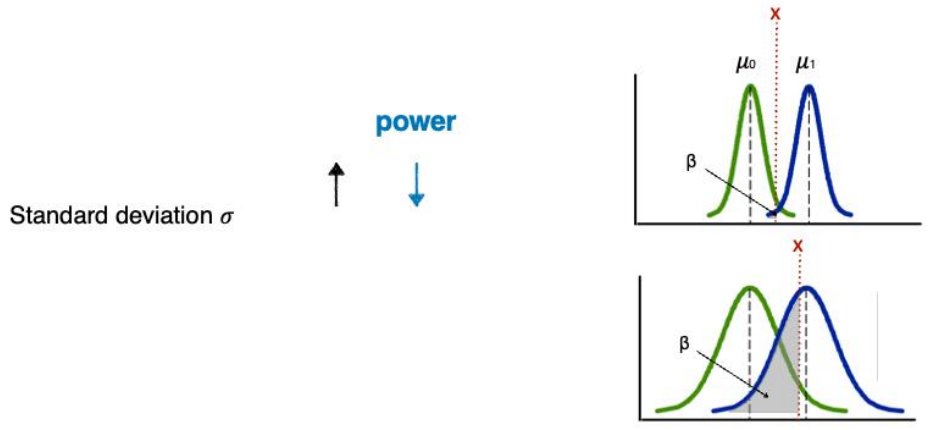 X
μ₀ μ₁
power
β
Standard deviation σ
X
β